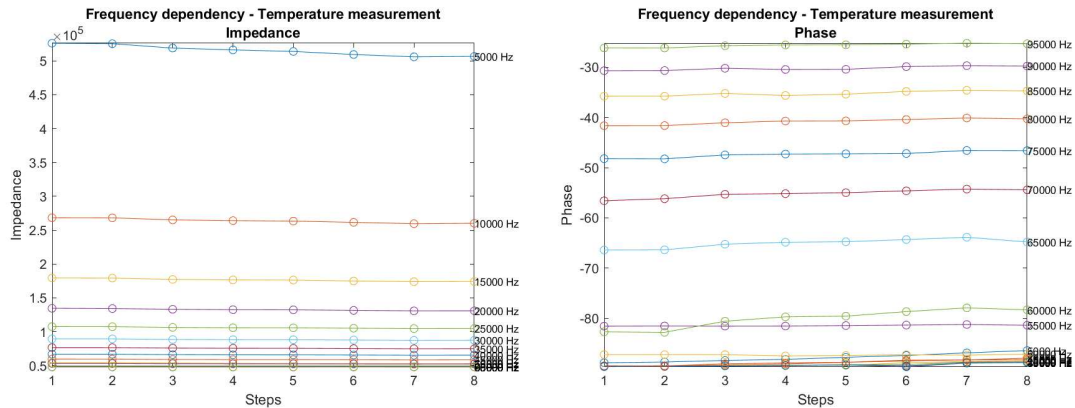 Frequency dependency - Temperature measurement
Impedance
×10^5
5
4.5
4
3.5
3
2.5
2
1.5
1
0.5
Impedance
1 2 3 4 5 6 7 8
Steps
5000 Hz
10000 Hz
15000 Hz
20000 Hz
25000 Hz
30000 Hz
35000 Hz
Frequency dependency - Temperature measurement
Phase
-30
-40
-50
-60
-70
-80
Phase
1 2 3 4 5 6 7 8
Steps
95000 Hz
90000 Hz
85000 Hz
80000 Hz
75000 Hz
70000 Hz
65000 Hz
60000 Hz
55000 Hz